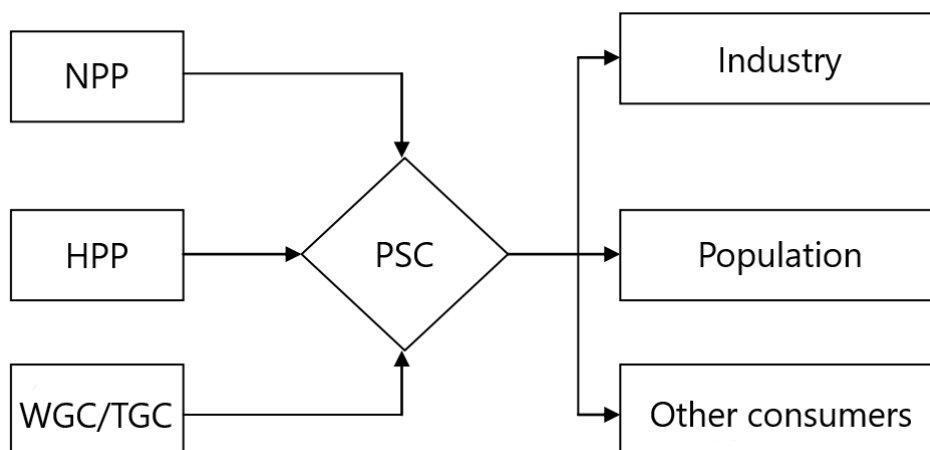 NPP
Industry
HPP
PSC
Population
WGC/TGC
Other consumers